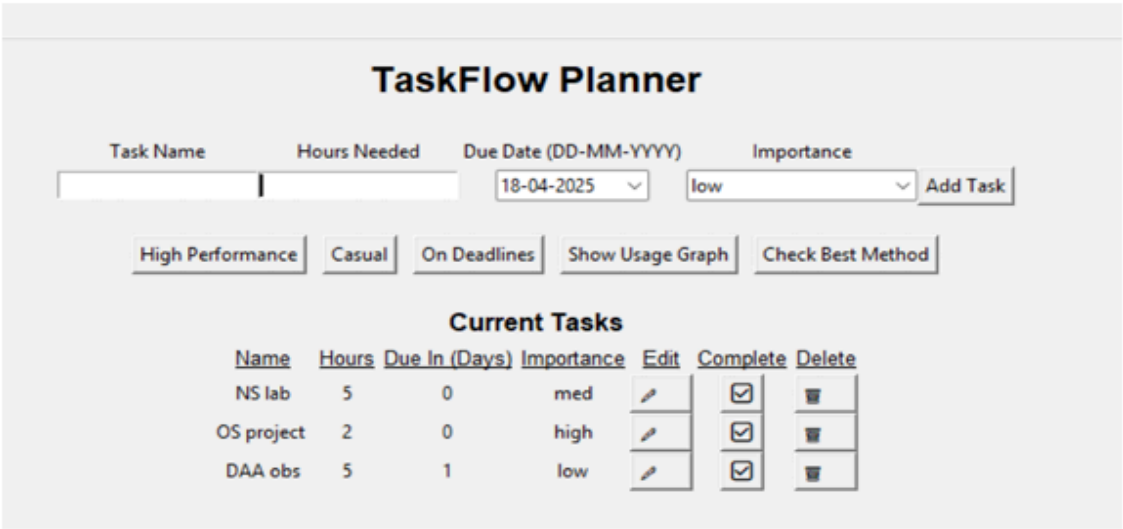 TaskFlow Planner
Task Name Hours Needed Due Date (DD-MM-YYYY) Importance
18-04-2025 low Add Task
High Performance Casual On Deadlines Show Usage Graph Check Best Method
Current Tasks
Name Hours Due In (Days) Importance Edit Complete Delete
NS lab 5 0 med
OS project 2 0 high
DAA obs 5 1 low